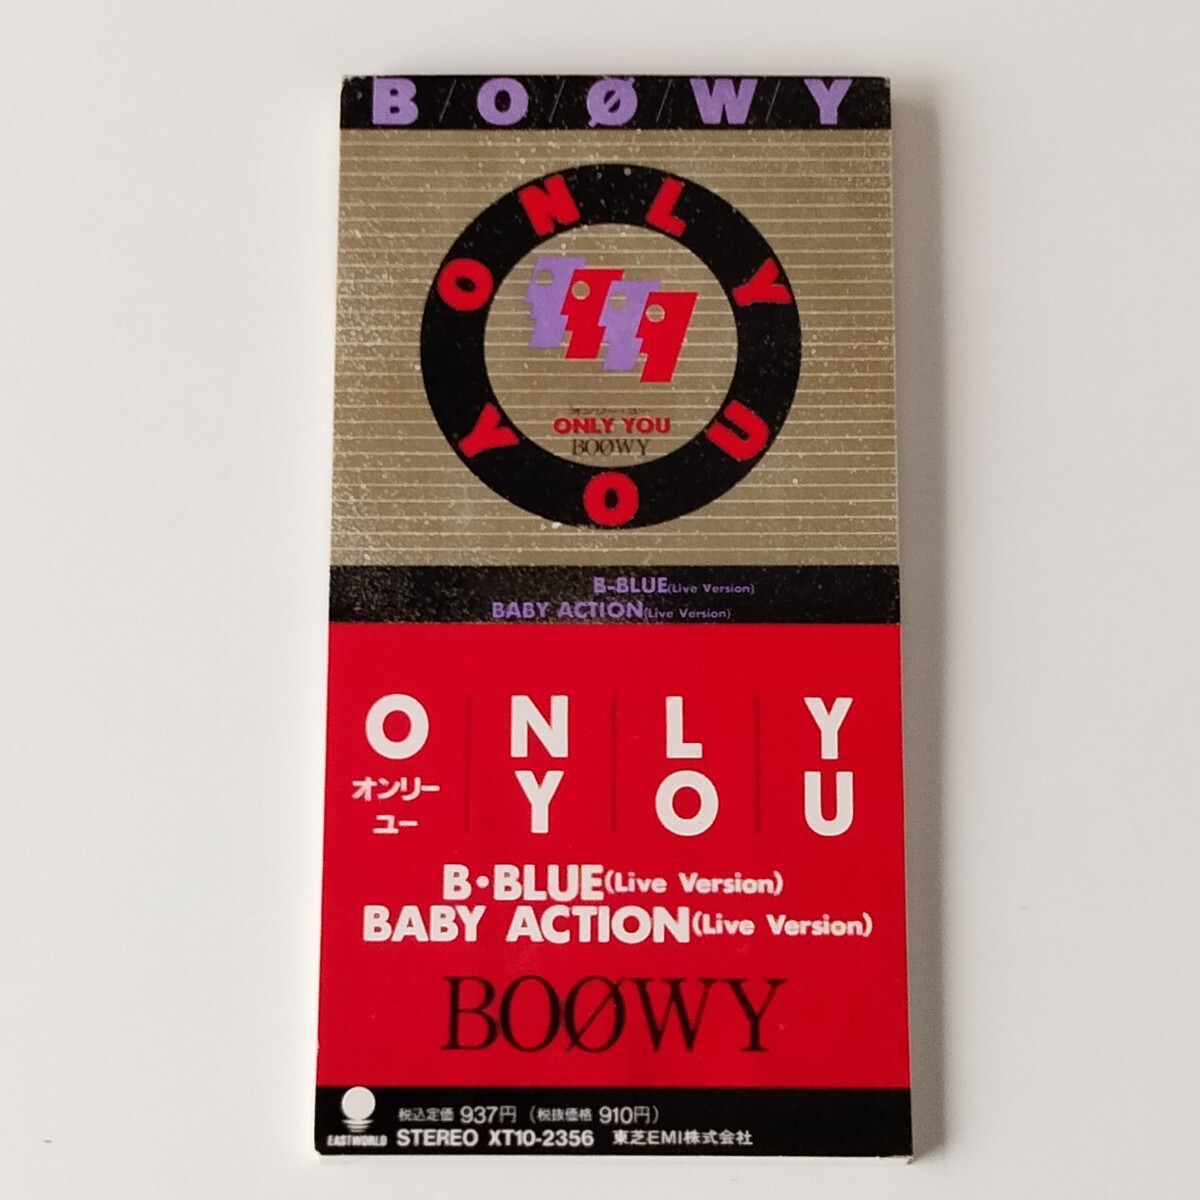 B/O/Ø/W/Y
ONLY YOU
オンリー・ユー
ONLY YOU
BOØWY
B-BLUE(Live Version)
BABY ACTION(Live Version)
ONLY
オンリー
ユー
YOU
B・BLUE(Live Version)
BABY ACTION(Live Version)
BOØWY
税込定価 937円 (税抜価格 910円)
EASTWORLD STEREO XT10-2356 東芝EMI株式会社